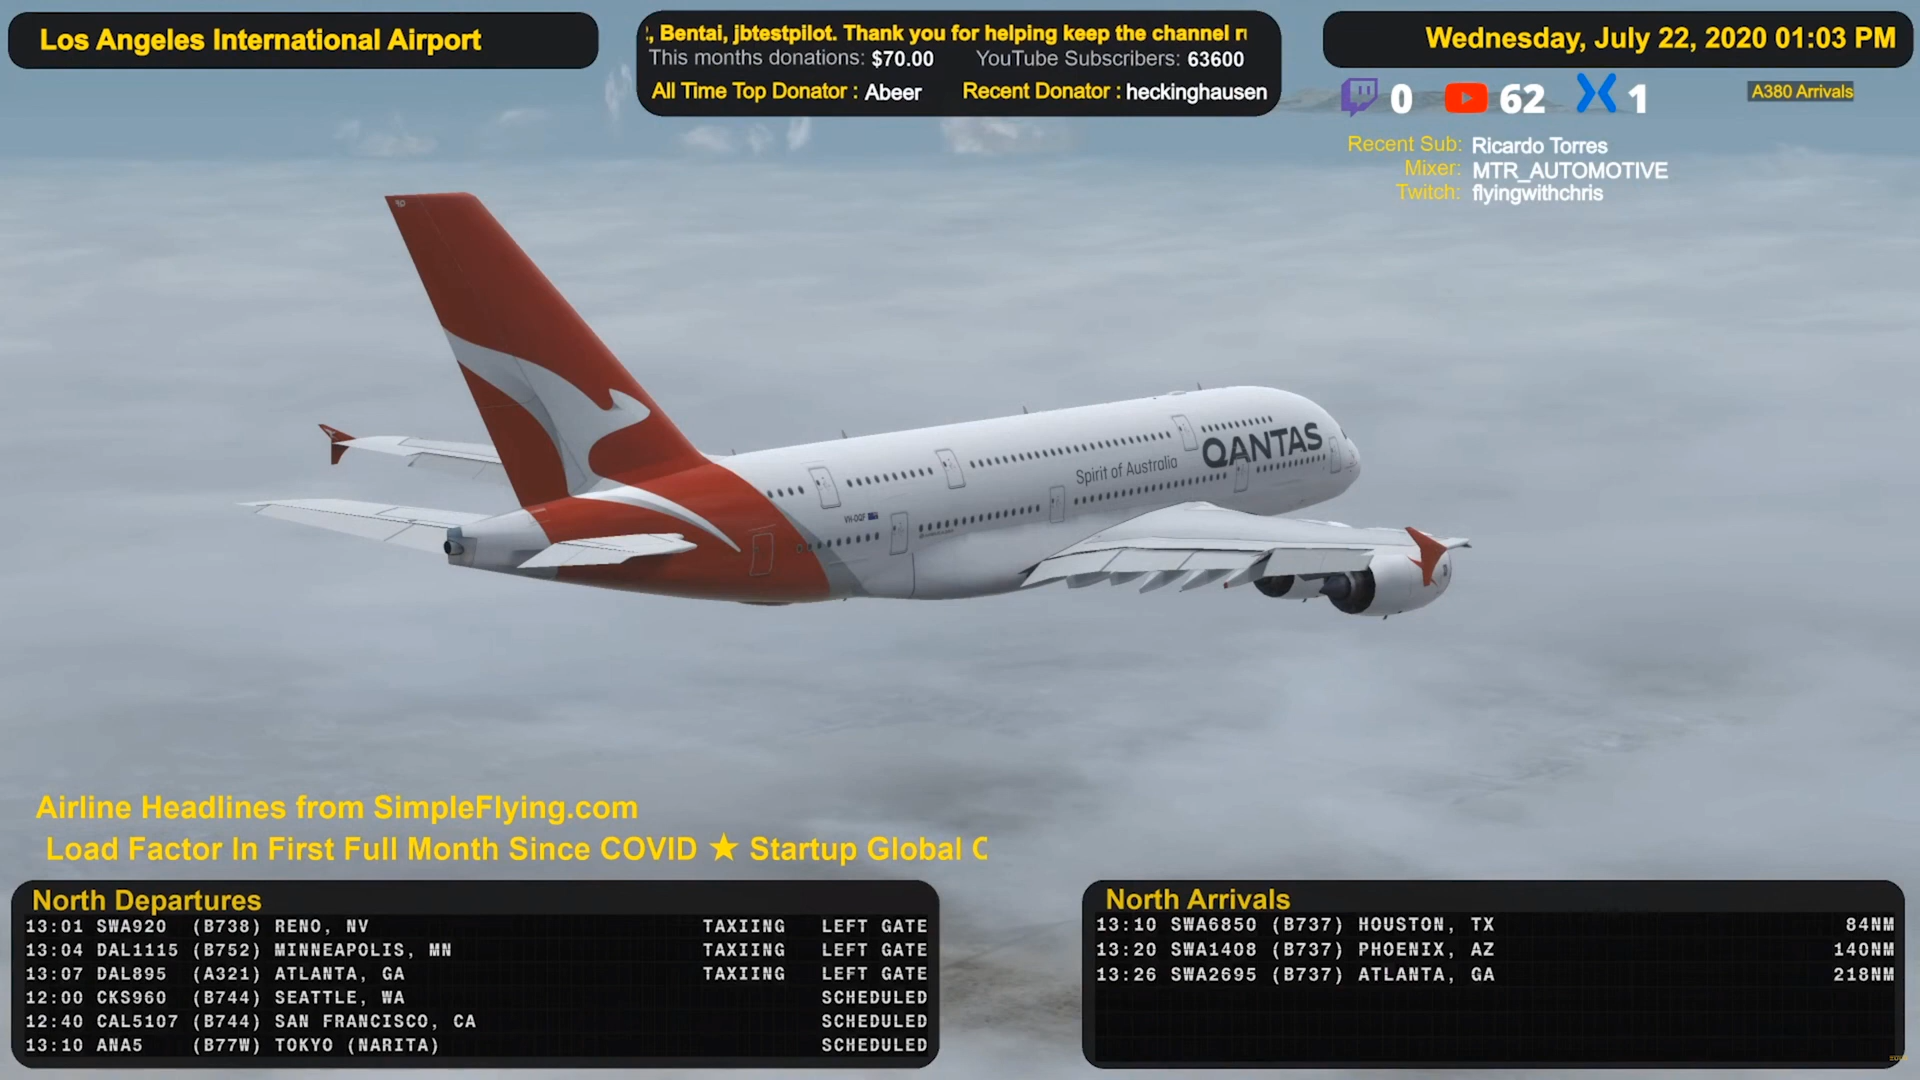 Los Angeles International Airport
, Bentai, jbtestpilot. Thank you for helping keep the channel
This months donations: $70.00 YouTube Subscribers: 63600
All Time Top Donator : Abeer Recent Donator : heckinghausen
Wednesday, July 22, 2020 01:03 PM
0 62 1
A380 Arrivals
Recent Sub: Ricardo Torres
Mixer: MTR_AUTOMOTIVE
Twitch: flyingwithchris
QANTAS
Spirit of Australia
VH-OQF
Airline Headlines from SimpleFlying.com
Load Factor In First Full Month Since COVID ★ Startup Global
North Departures
13:01 SWA920 (B738) RENO, NV TAXIING LEFT GATE
13:04 DAL1115 (B752) MINNEAPOLIS, MN TAXIING LEFT GATE
13:07 DAL895 (A321) ATLANTA, GA TAXIING LEFT GATE
12:00 CKS960 (B744) SEATTLE, WA SCHEDULED
12:40 CAL5107 (B744) SAN FRANCISCO, CA SCHEDULED
13:10 ANA5 (B77W) TOKYO (NARITA) SCHEDULED
North Arrivals
13:10 SWA6850 (B737) HOUSTON, TX 84NM
13:20 SWA1408 (B737) PHOENIX, AZ 140NM
13:26 SWA2695 (B737) ATLANTA, GA 218NM